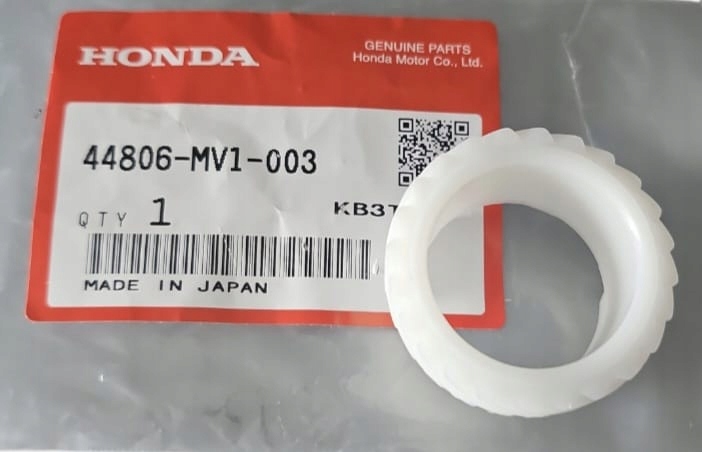 HONDA
GENUINE PARTS
Honda Motor Co., Ltd.
44806-MV1-003
QTY 1
MADE IN JAPAN